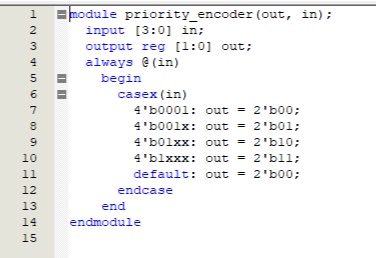 1 module priority_encoder(out, in);
2 input [3:0] in;
3 output reg [1:0] out;
4 always @(in)
5 begin
6 casex(in)
7 4'b0001: out = 2'b00;
8 4'b001x: out = 2'b01;
9 4'b01xx: out = 2'b10;
10 4'b1xxx: out = 2'b11;
11 default: out = 2'b00;
12 endcase
13 end
14 endmodule
15